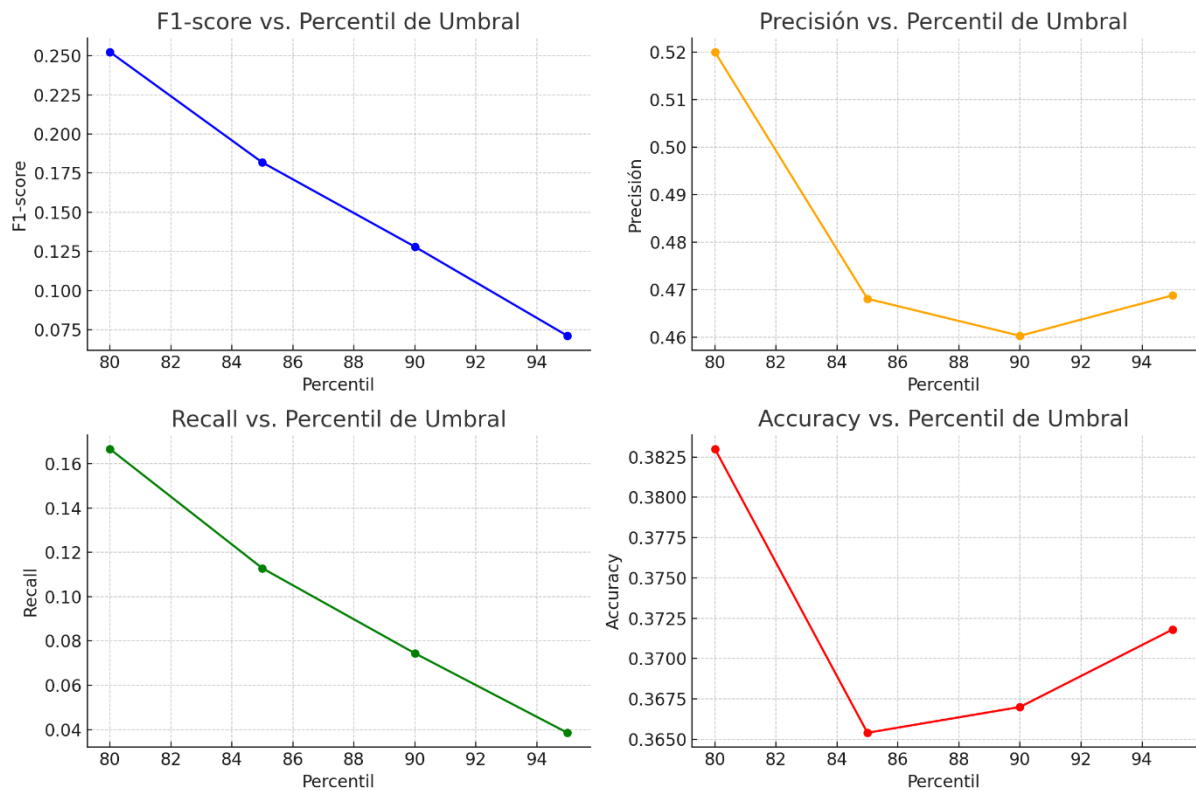 F1-score vs. Percentil de Umbral
F1-score
0.250
0.225
0.200
0.175
0.150
0.125
0.100
0.075
80 82 84 86 88 90 92 94
Percentil
Precisión vs. Percentil de Umbral
Precisión
0.52
0.51
0.50
0.49
0.48
0.47
0.46
80 82 84 86 88 90 92 94
Percentil
Recall vs. Percentil de Umbral
Recall
0.16
0.14
0.12
0.10
0.08
0.06
0.04
80 82 84 86 88 90 92 94
Percentil
Accuracy vs. Percentil de Umbral
Accuracy
0.3825
0.3800
0.3775
0.3750
0.3725
0.3700
0.3675
0.3650
80 82 84 86 88 90 92 94
Percentil